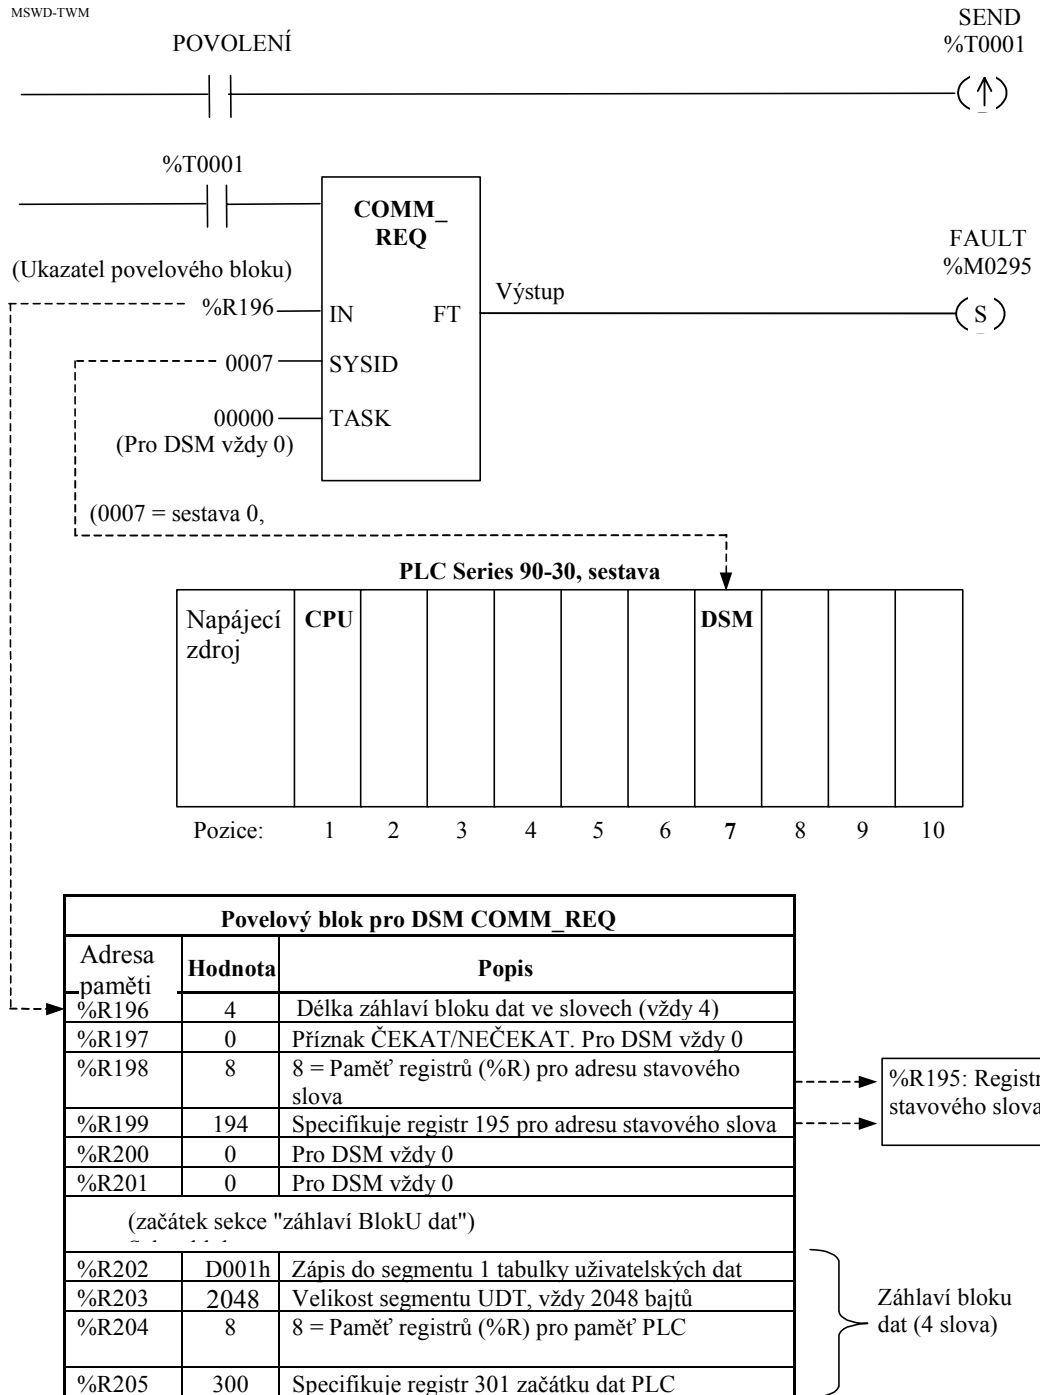 MSWD-TWM
POVOLENÍ
SEND
%T0001
%T0001
COMM_
REQ
FAULT
%M0295
(Ukazatel povelového bloku)
Výstup
%R196
IN
FT
S
0007
SYSID
00000
TASK
(Pro DSM vždy 0)
(0007 = sestava 0,
PLC Series 90-30, sestava
Napájecí
zdroj
CPU
DSM
Pozice: 1 2 3 4 5 6 7 8 9 10
Povelový blok pro DSM COMM_REQ
Adresa
paměti
Hodnota
Popis
%R196 4 Délka záhlaví bloku dat ve slovech (vždy 4)
%R197 0 Příznak ČEKAT/NEČEKAT. Pro DSM vždy 0
%R198 8 8 = Paměť registrů (%R) pro adresu stavového
slova
%R199 194 Specifikuje registr 195 pro adresu stavového slova
%R195: Registr
stavového slova
%R200 0 Pro DSM vždy 0
%R201 0 Pro DSM vždy 0
(začátek sekce "záhlaví BlokU dat")
%R202 D001h Zápis do segmentu 1 tabulky uživatelských dat
%R203 2048 Velikost segmentu UDT, vždy 2048 bajtů
%R204 8 8 = Paměť registrů (%R) pro paměť PLC
%R205 300 Specifikuje registr 301 začátku dat PLC
Záhlaví bloku
dat (4 slova)